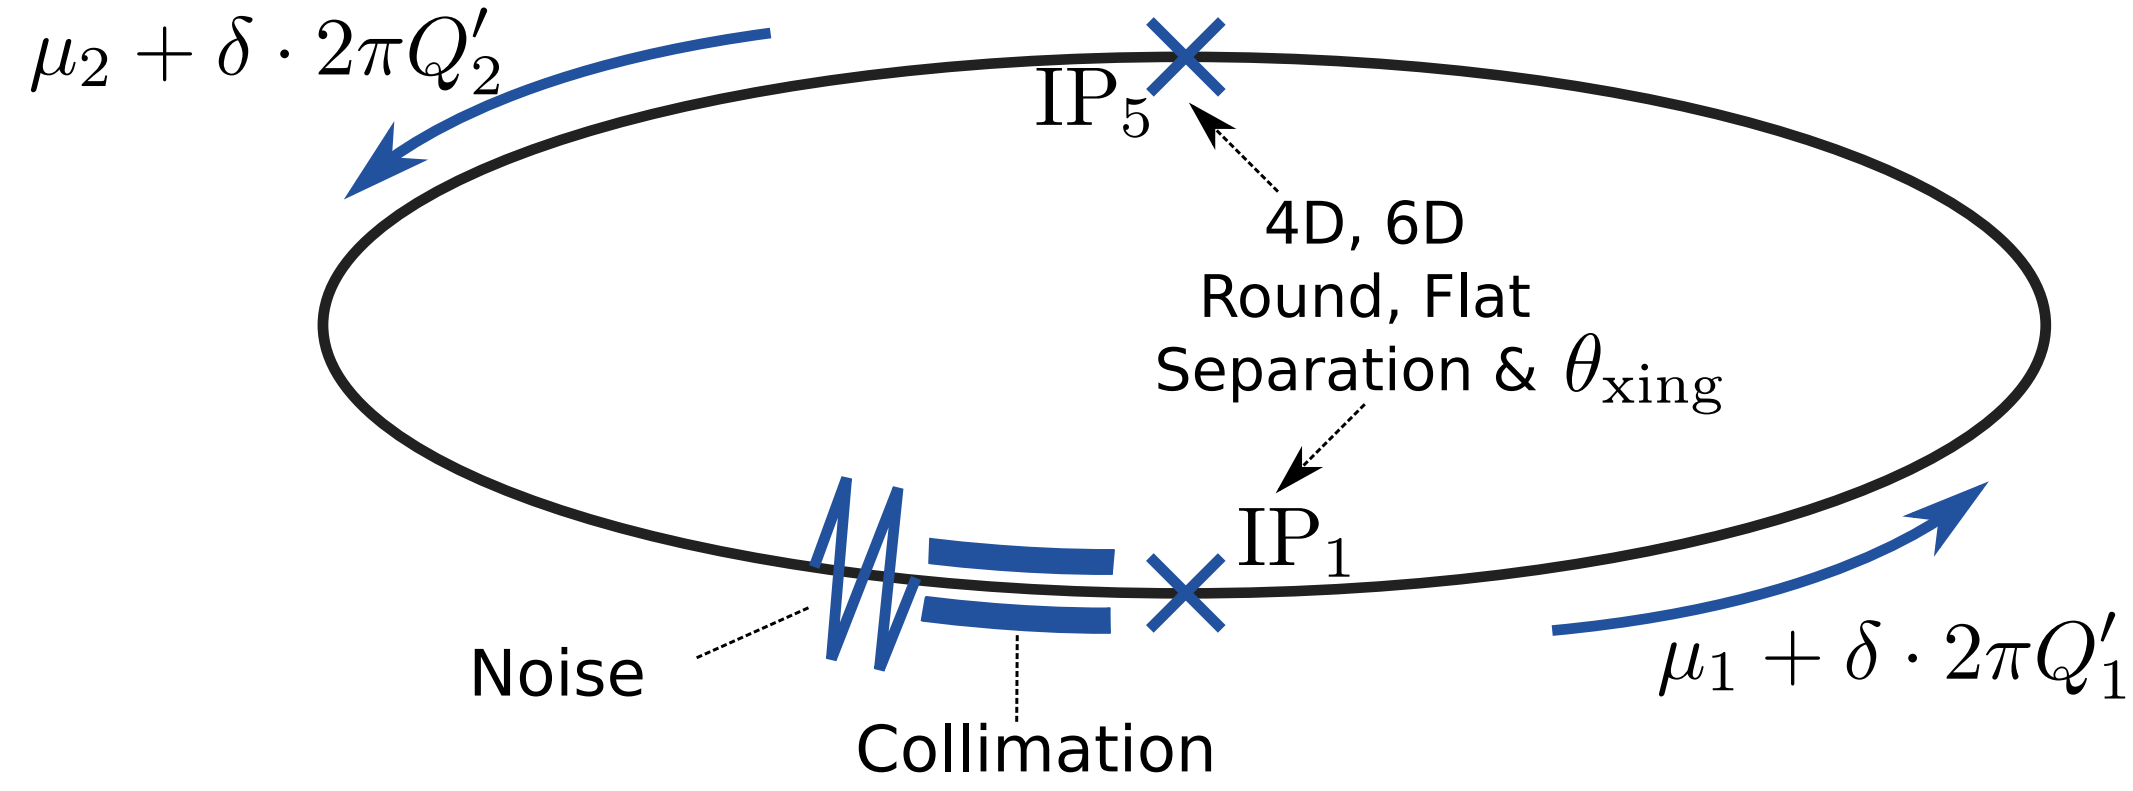 μ₂ + δ · 2πQ′₂
IP₅
4D, 6D
Round, Flat
Separation & θₓᵢₙg
IP₁
μ₁ + δ · 2πQ′₁
Noise
Collimation